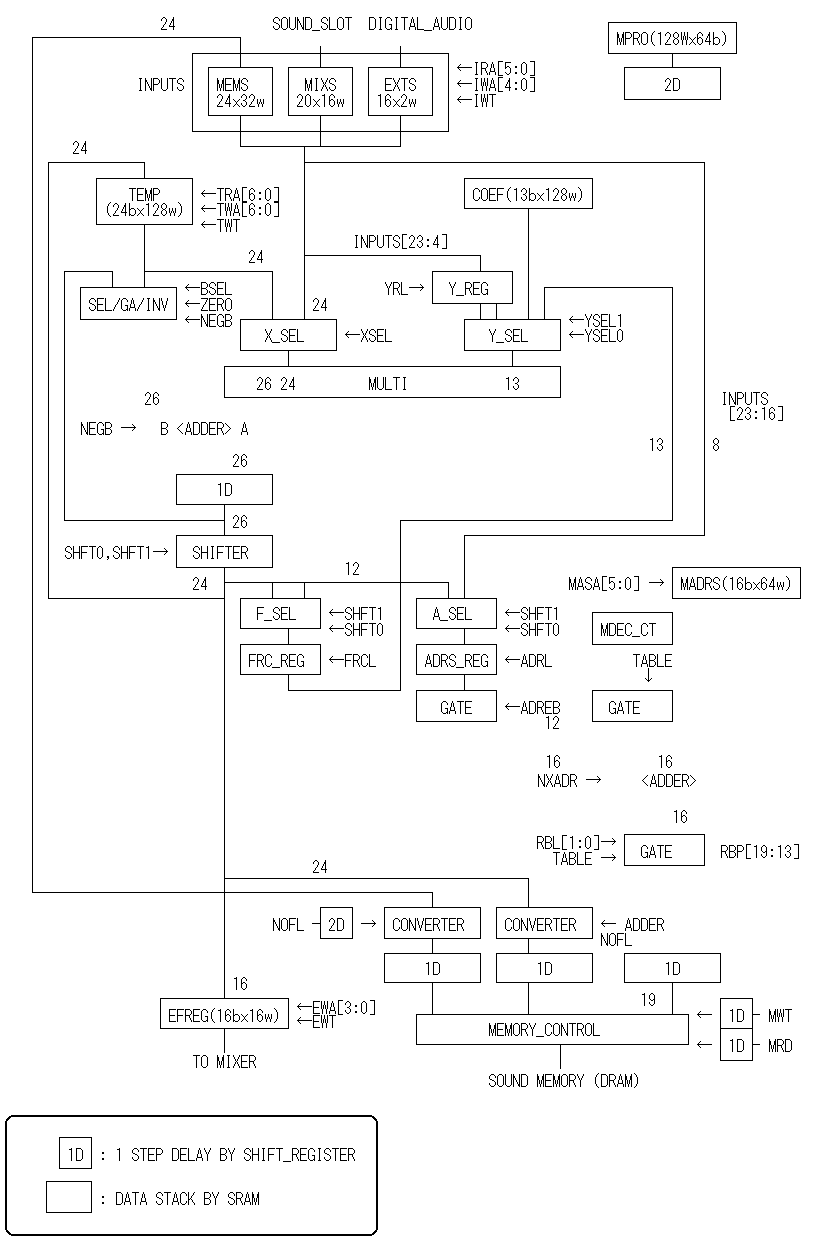 24
SOUND_SLOT DIGITAL_AUDIO
MPRO(128Wx64b)
2D
INPUTS
MEMS
24x32w
MIXS
20x16w
EXTS
16x2w
←IRA[5:0]
←IWA[4:0]
←IWT
24
TEMP
(24bx128w)
←TRA[6:0]
←TWA[6:0]
←TWT
COEF(13bx128w)
INPUTS[23:4]
24
SEL/GA/INV
←BSEL
←ZERO
←NEGB
YRL→
Y_REG
24
X_SEL
←XSEL
Y_SEL
←YSEL1
←YSEL0
26 24
MULTI
13
26
NEGB →
B <ADDER> A
INPUTS
[23:16]
13
8
26
1D
26
SHFT0,SHFT1→
SHIFTER
24
12
F_SEL
←SHFT1
←SHFT0
A_SEL
←SHFT1
←SHFT0
MASA[5:0] →
MADRS(16bx64w)
MDEC_CT
FRC_REG
←FRCL
ADRS_REG
←ADRL
TABLE
↓
GATE
←ADREB
12
GATE
16
16
NXADR →
<ADDER>
16
RBL[1:0]→
TABLE →
GATE
RBP[19:13]
24
NOFL
2D
→
CONVERTER
CONVERTER
← ADDER
NOFL
1D
1D
1D
16
19
EFREG(16bx16w)
←EWA[3:0]
←EWT
MEMORY_CONTROL
←
1D
MWT
←
1D
MRD
TO MIXER
SOUND MEMORY (DRAM)
1D
: 1 STEP DELAY BY SHIFT_REGISTER
: DATA STACK BY SRAM